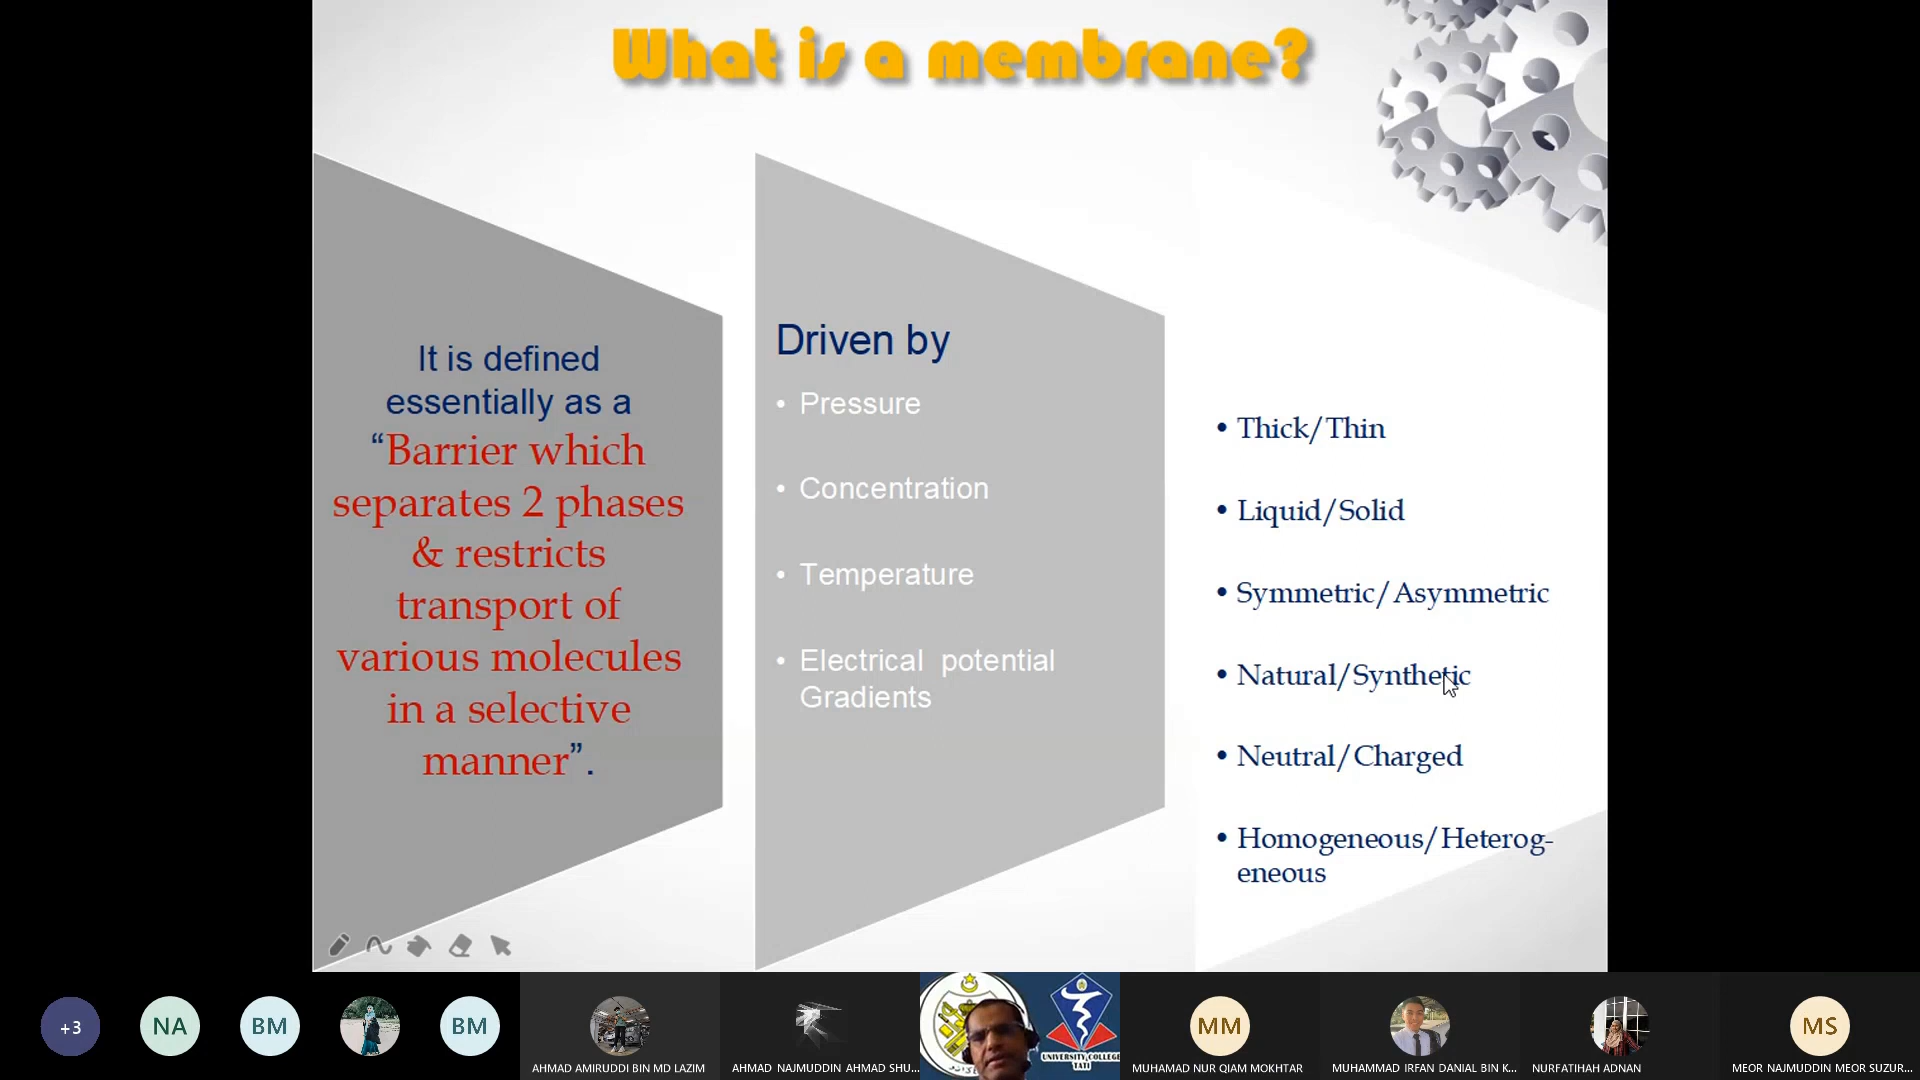 What is a membrane?
It is defined
essentially as a
“Barrier which
separates 2 phases
& restricts
transport of
various molecules
in a selective
manner”.
Driven by
• Pressure
• Concentration
• Temperature
• Electrical potential
Gradients
• Thick/Thin
• Liquid/Solid
• Symmetric/Asymmetric
• Natural/Synthetic
• Neutral/Charged
• Homogeneous/Heterog-
eneous
+3
NA
BM
BM
AHMAD AMIRUDDI BIN MD LAZIM
AHMAD NAJMUDDIN AHMAD SHU...
UNIVERSITY COLLEGE
TATI
MM
MUHAMAD NUR QIAM MOKHTAR
MUHAMMAD IRFAN DANIAL BIN K...
NURFATIHAH ADNAN
MS
MEOR NAJMUDDIN MEOR SUZUR...